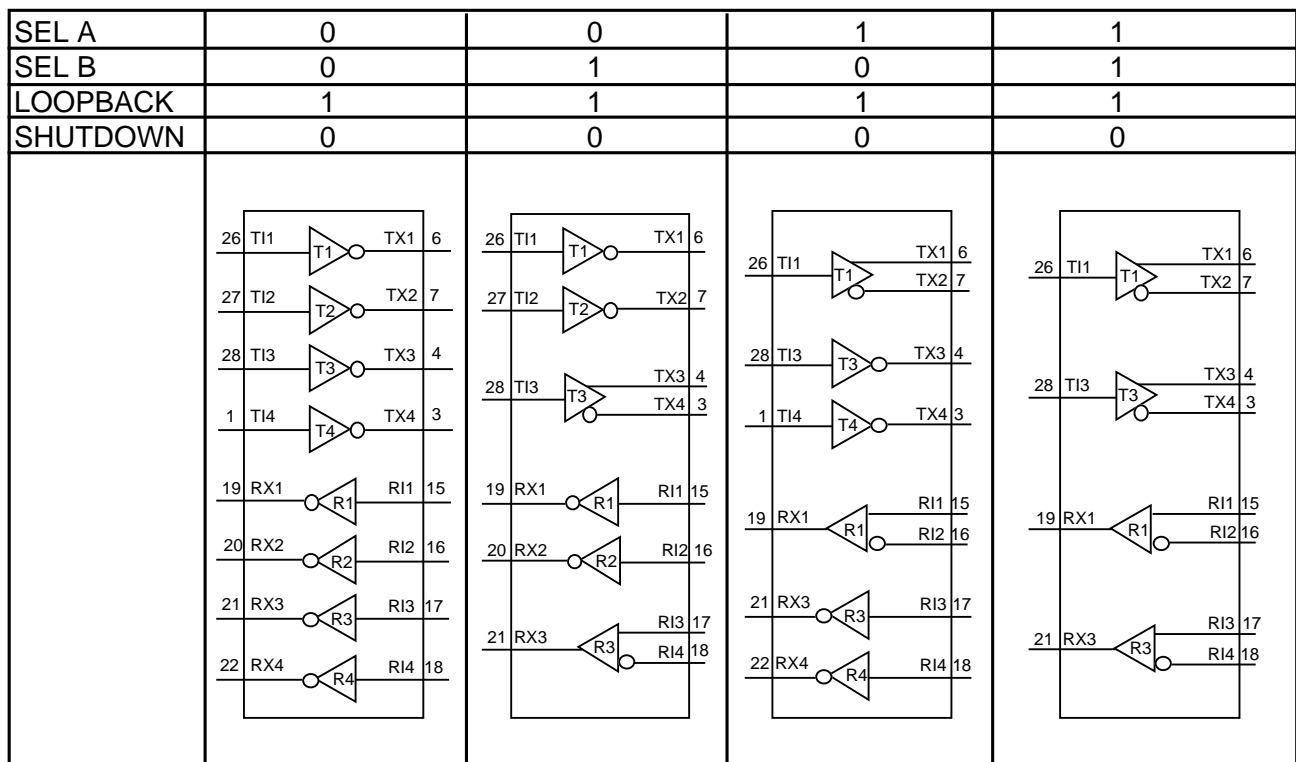 SEL A 0 0 1 1
SEL B 0 1 0 1
LOOPBACK 1 1 1 1
SHUTDOWN 0 0 0 0
26 TI1 T1 TX1 6
27 TI2 T2 TX2 7
28 TI3 T3 TX3 4
1 TI4 T4 TX4 3
19 RX1 R1 RI1 15
20 RX2 R2 RI2 16
21 RX3 R3 RI3 17
22 RX4 R4 RI4 18
26 TI1 T1 TX1 6
27 TI2 T2 TX2 7
28 TI3 T3 TX3 4
TX4 3
19 RX1 R1 RI1 15
20 RX2 R2 RI2 16
21 RX3 R3 RI3 17
RI4 18
26 TI1 T1 TX1 6
TX2 7
28 TI3 T3 TX3 4
1 TI4 T4 TX4 3
19 RX1 R1 RI1 15
RI2 16
21 RX3 R3 RI3 17
22 RX4 R4 RI4 18
26 TI1 T1 TX1 6
TX2 7
28 TI3 T3 TX3 4
TX4 3
19 RX1 R1 RI1 15
RI2 16
21 RX3 R3 RI3 17
RI4 18